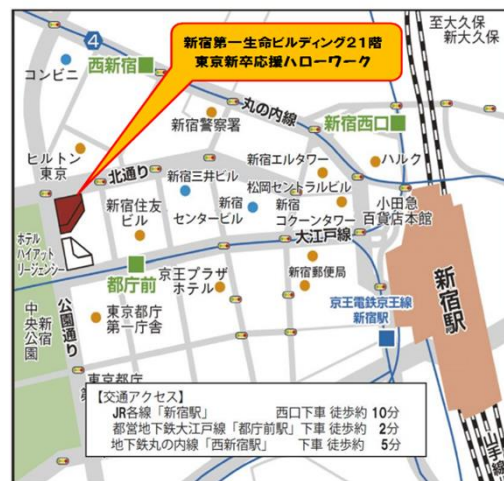 至大久保
新大久保
新宿第一生命ビルディング21階
東京新卒応援ハローワーク
4
コンビニ
西新宿
丸の内線
新宿警察署
新宿西口
ヒルトン
東京
北通り
新宿エルタワー
ハルク
新宿三井ビル
松岡セントラルビル
新宿住友
ビル
新宿
センタービル
新宿
コクーンタワー
小田急
百貨店本館
大江戸線
ホテル
ハイアット
リージェンシー
都庁前
京王プラザ
ホテル
新宿郵便局
新宿駅
京王電鉄京王線
新宿駅
新宿
中央公園
公園通り
東京都庁
第一庁舎
東京都庁
【交通アクセス】
JR各線「新宿駅」 西口下車 徒歩約 10分
都営地下鉄大江戸線「都庁前駅」下車 徒歩約 2分
地下鉄丸の内線「西新宿駅」 下車 徒歩約 5分
山手線